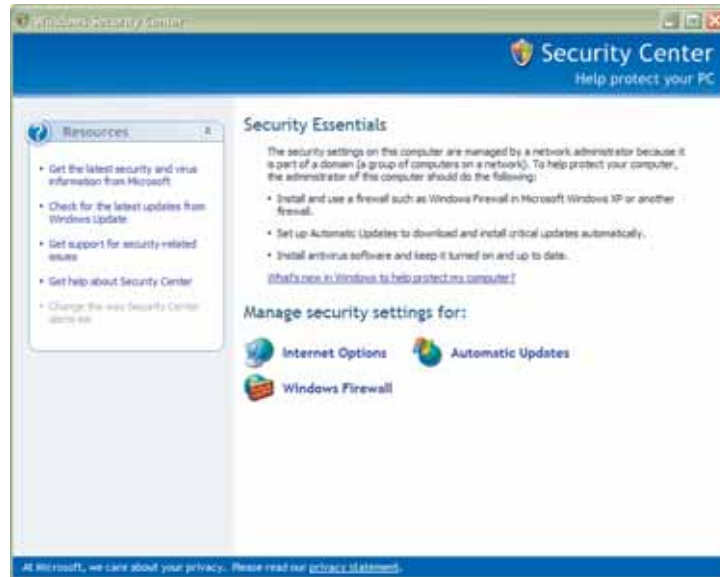 Windows Security Center
Security Center
Help protect your PC
Resources
Get the latest security and virus
information from Microsoft
Check for the latest updates from
Windows Update
Get support for security-related
issues
Get help about Security Center
Change the way Security Center
alerts me
Security Essentials
The security settings on this computer are managed by a network administrator because it
is part of a domain (a group of computers on a network). To help protect your computer,
the administrator of this computer should do the following:
• Install and use a firewall such as Windows Firewall in Microsoft Windows XP or another
firewall.
• Set up Automatic Updates to download and install critical updates automatically.
• Install antivirus software and keep it turned on and up to date.
What's new in Windows to help protect my computer?
Manage security settings for:
Internet Options
Automatic Updates
Windows Firewall
At Microsoft, we care about your privacy. Please read our privacy statement.